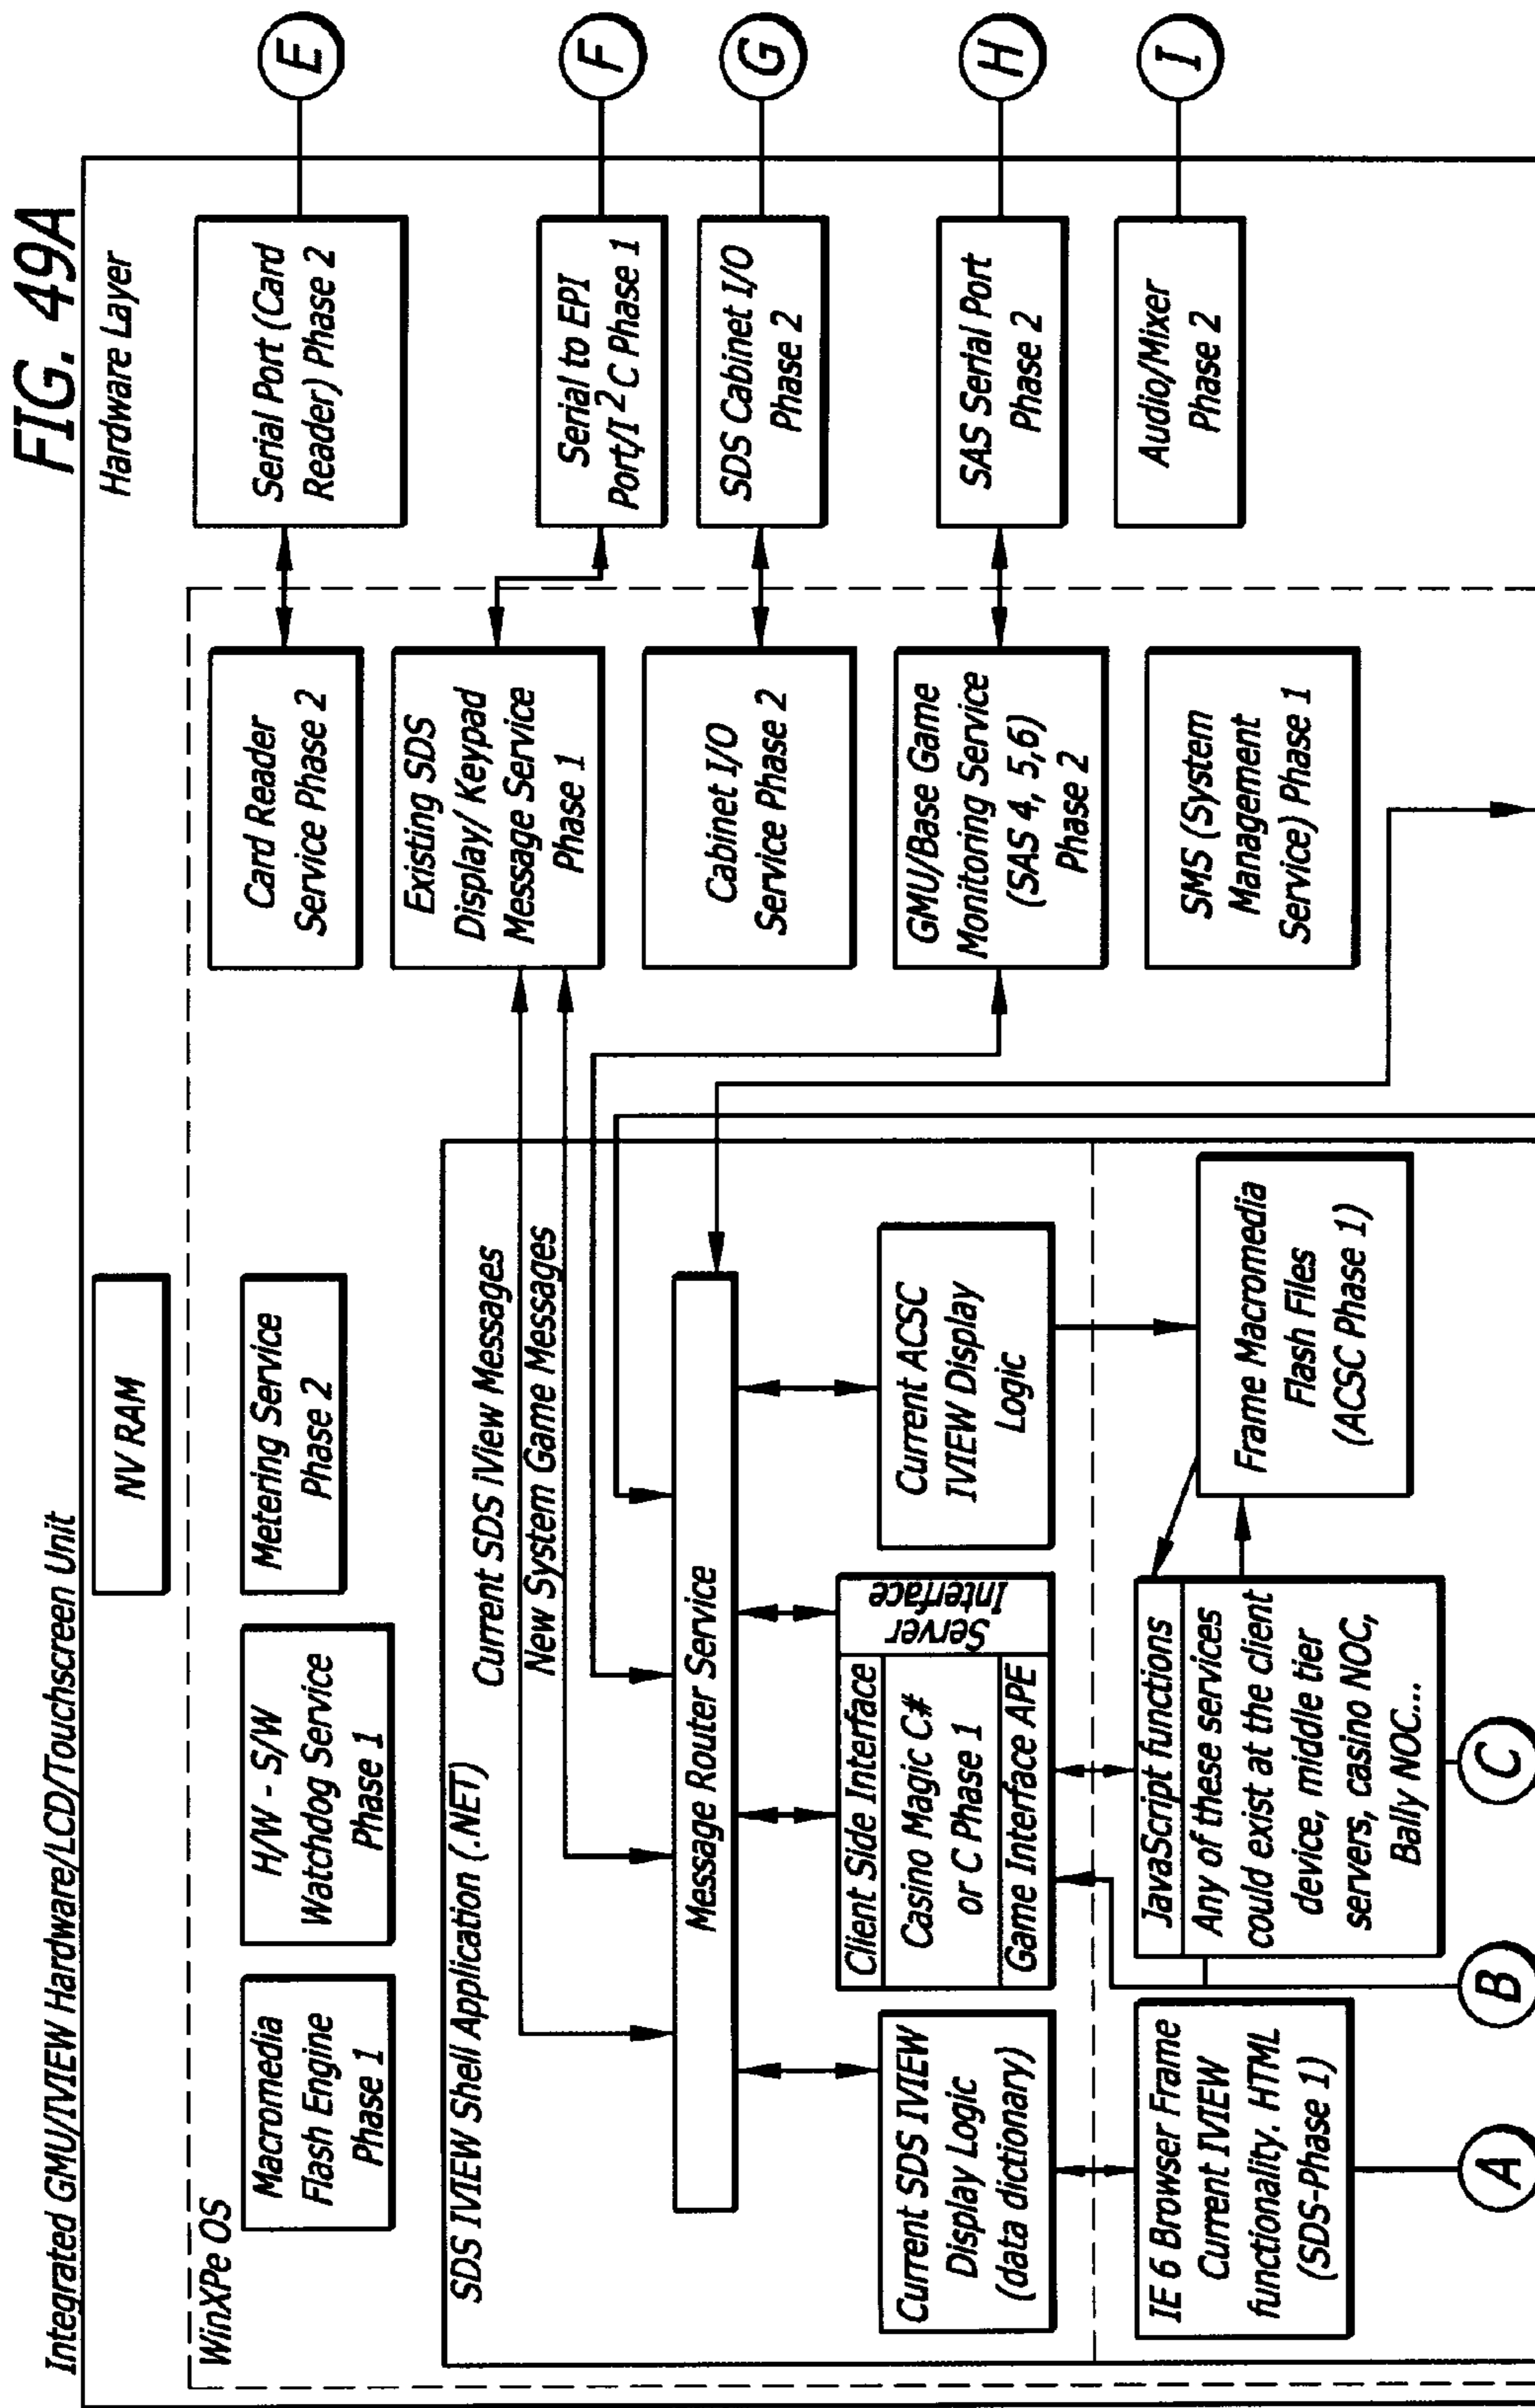 FIG. 49A
Integrated GMU/IVIEW Hardware/LCD/Touchscreen Unit
Hardware Layer
NV RAM
WinXPe OS
Macromedia
Flash Engine
Phase 1
H/W - S/W
Watchdog Service
Phase 1
Metering Service
Phase 2
Card Reader
Service Phase 2
Serial Port (Card
Reader) Phase 2
E
Existing SDS
Display/ Keypad
Message Service
Phase 1
Serial to EPI
Port/I 2 C Phase 1
F
Cabinet I/O
Service Phase 2
SDS Cabinet I/O
Phase 2
G
GMU/Base Game
Monitoring Service
(SAS 4, 5,6)
Phase 2
SAS Serial Port
Phase 2
H
SMS (System
Management
Service) Phase 1
Audio/Mixer
Phase 2
I
SDS IVIEW Shell Application (.NET)
Current SDS iView Messages
New System Game Messages
Message Router Service
Current SDS IVIEW
Display Logic
(data dictionary)
Client Side Interface
Casino Magic C#
or C Phase 1
Game Interface APE
Server
Interface
Current ACSC
IVIEW Display
Logic
IE 6 Browser Frame
Current IVIEW
functionality. HTML
(SDS-Phase 1)
JavaScript functions
Any of these services
could exist at the client
device, middle tier
servers, casino NOC,
Bally NOC...
Frame Macromedia
Flash Files
(ACSC Phase 1)
A
B
C